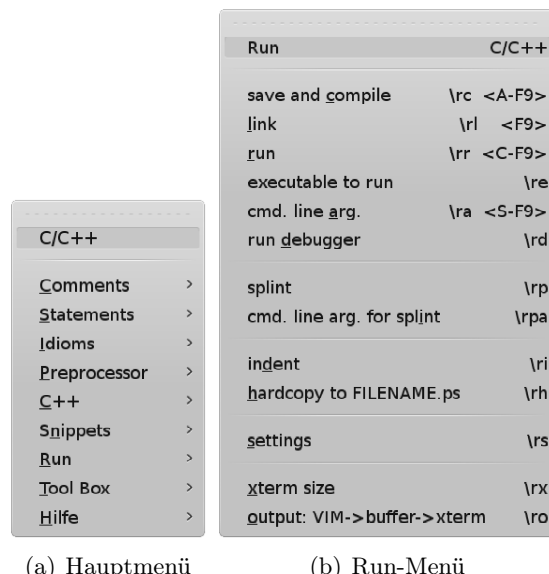 C/C++
Comments >
Statements >
Idioms >
Preprocessor >
C++ >
Snippets >
Run >
Tool Box >
Hilfe >
(a) Hauptmenü
Run C/C++
save and compile \rc <A-F9>
link \rl <F9>
run \rr <C-F9>
executable to run \re
cmd. line arg. \ra <S-F9>
run debugger \rd
splint \rp
cmd. line arg. for splint \rpa
indent \ri
hardcopy to FILENAME.ps \rh
settings \rs
xterm size \rx
output: VIM->buffer->xterm \ro
(b) Run-Menü